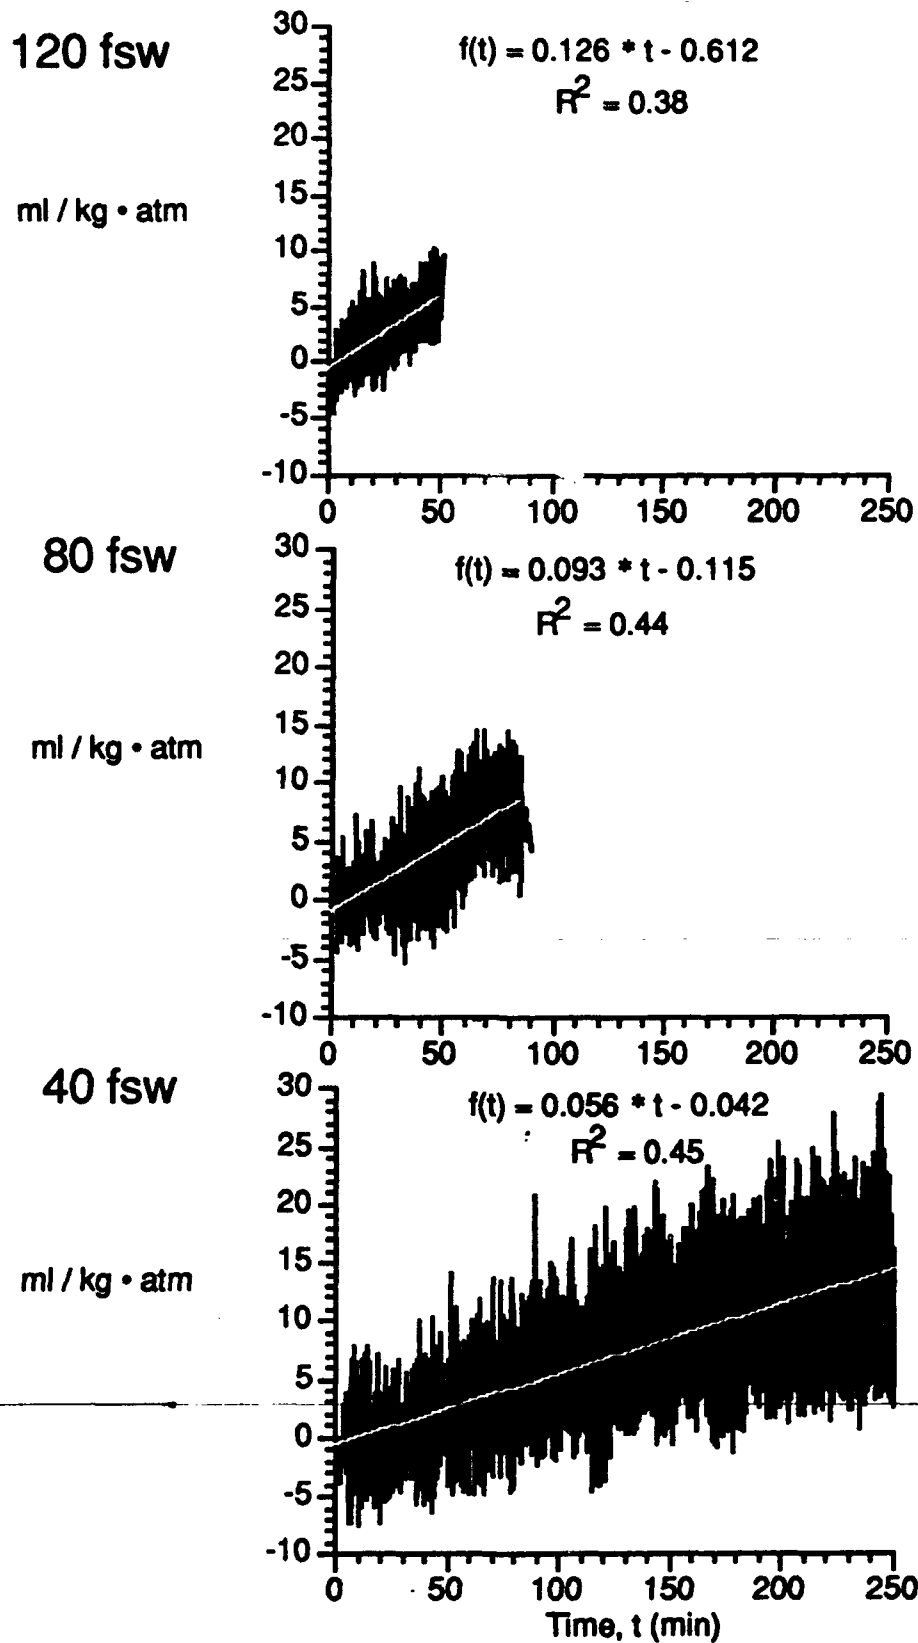 120 fsw
f(t) = 0.126 * t - 0.612
R2 = 0.38
ml / kg • atm
30
25
20
15
10
5
0
-5
-10
0 50 100 150 200 250
80 fsw
f(t) = 0.093 * t - 0.115
R2 = 0.44
ml / kg • atm
30
25
20
15
10
5
0
-5
-10
0 50 100 150 200 250
40 fsw
f(t) = 0.056 * t - 0.042
R2 = 0.45
ml / kg • atm
30
25
20
15
10
5
0
-5
-10
0 50 100 150 200 250
Time, t (min)